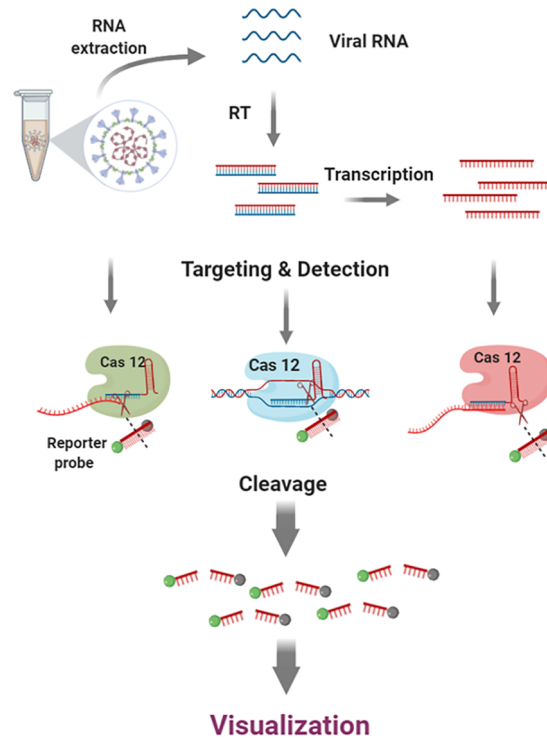 RNA
extraction
Viral RNA
RT
Transcription
Targeting & Detection
Cas 12
Cas 12
Cas 12
Reporter
probe
Cleavage
Visualization